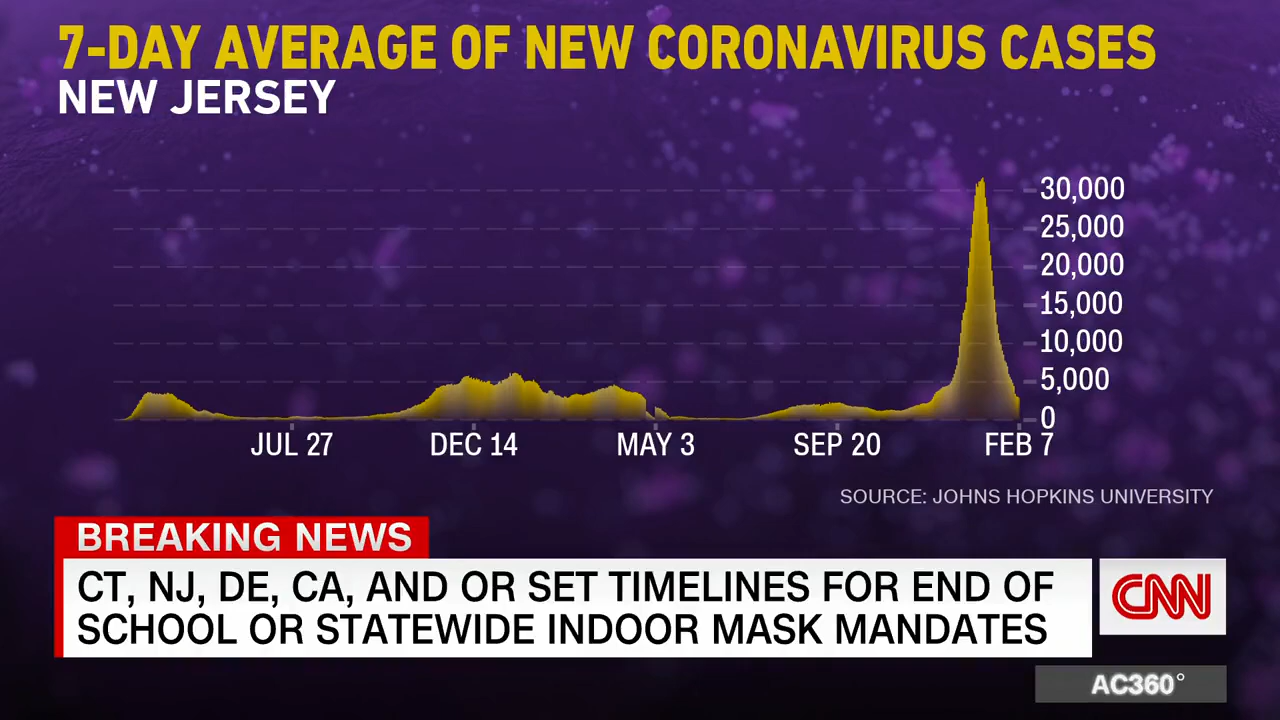 7-DAY AVERAGE OF NEW CORONAVIRUS CASES
NEW JERSEY
30,000
25,000
20,000
15,000
10,000
5,000
0
JUL 27
DEC 14
MAY 3
SEP 20
FEB 7
SOURCE: JOHNS HOPKINS UNIVERSITY
BREAKING NEWS
CT, NJ, DE, CA, AND OR SET TIMELINES FOR END OF
SCHOOL OR STATEWIDE INDOOR MASK MANDATES
CNN
AC360°